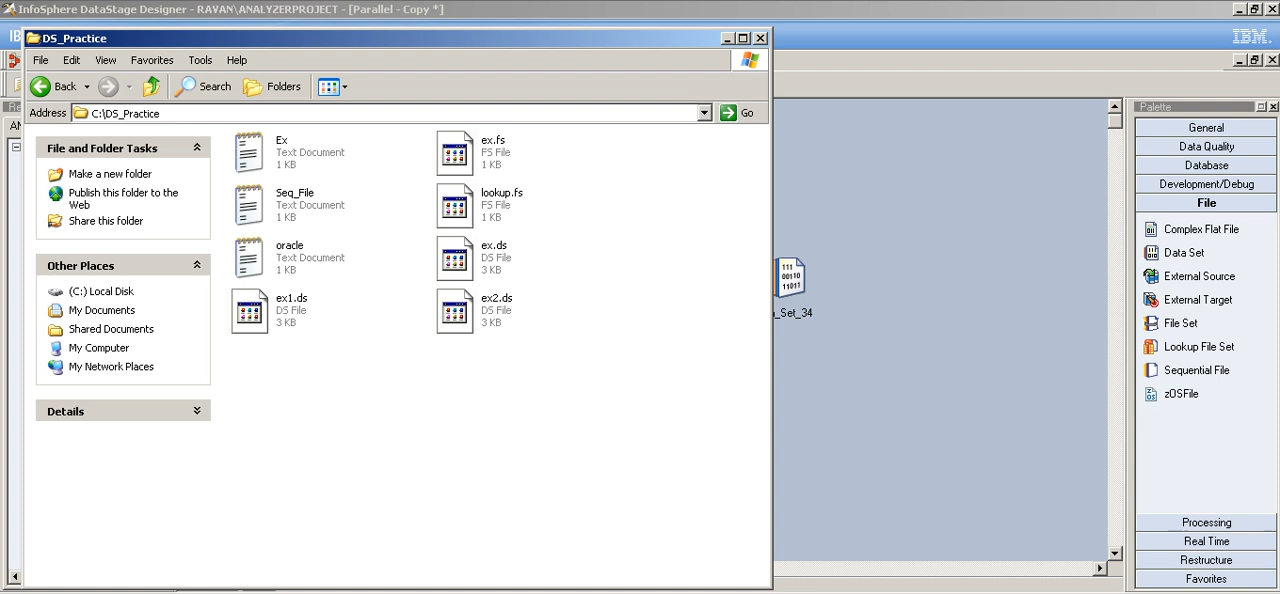 InfoSphere DataStage Designer - RAVAN\ANALYZERPROJECT - [Parallel - Copy *]
IBM.
DS_Practice
File Edit View Favorites Tools Help
Back Search Folders
Address C:\DS_Practice Go
File and Folder Tasks
Make a new folder
Publish this folder to the
Web
Share this folder
Other Places
(C:) Local Disk
My Documents
Shared Documents
My Computer
My Network Places
Details
Ex
Text Document
1 KB
ex.fs
FS File
1 KB
Seq_File
Text Document
1 KB
lookup.fs
FS File
1 KB
oracle
Text Document
1 KB
ex.ds
DS File
3 KB
ex1.ds
DS File
3 KB
ex2.ds
DS File
3 KB
111
00110
11011
_Set_34
Palette
General
Data Quality
Database
Development/Debug
File
Complex Flat File
Data Set
External Source
External Target
File Set
Lookup File Set
Sequential File
zOSFile
Processing
Real Time
Restructure
Favorites